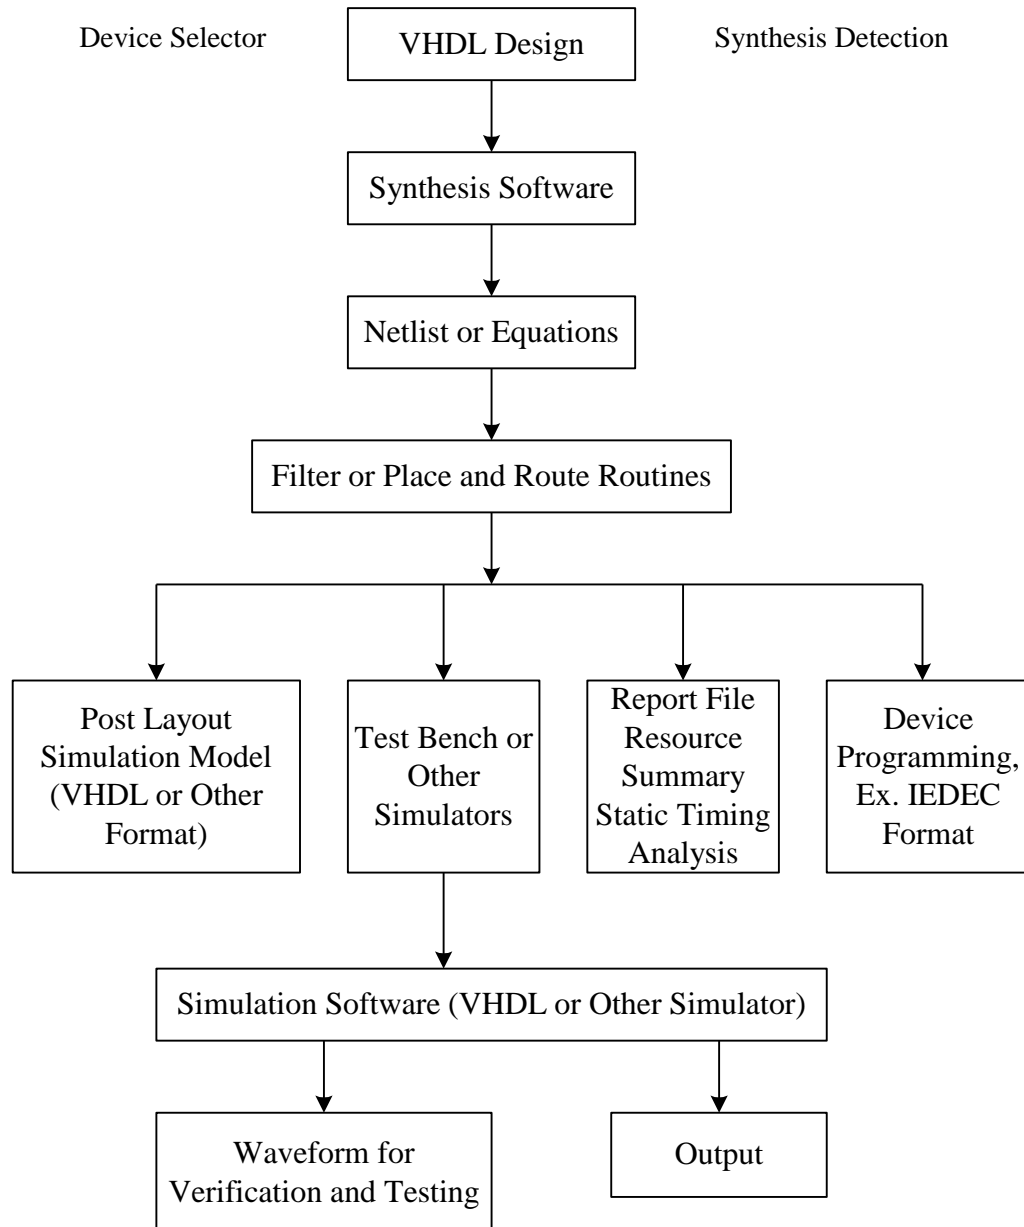 Device Selector
VHDL Design
Synthesis Detection
Synthesis Software
Netlist or Equations
Filter or Place and Route Routines
Post Layout
Simulation Model
(VHDL or Other
Format)
Test Bench or
Other
Simulators
Report File
Resource
Summary
Static Timing
Analysis
Device
Programming,
Ex. IEDEC
Format
Simulation Software (VHDL or Other Simulator)
Waveform for
Verification and Testing
Output